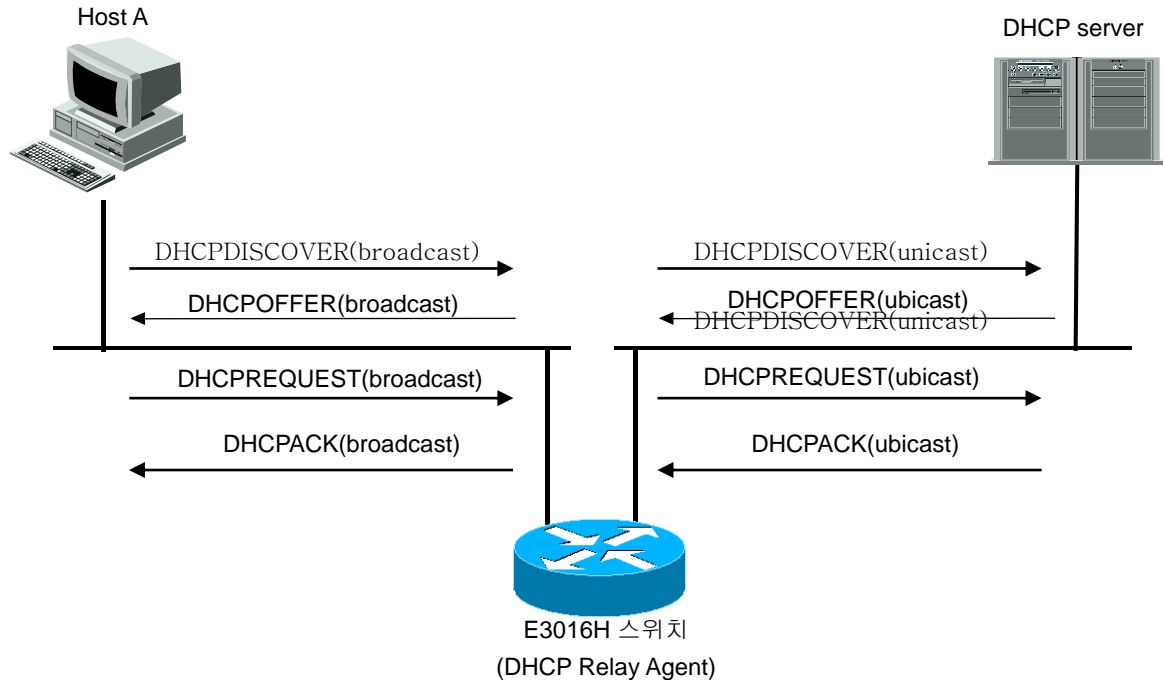 Host A
DHCP server
DHCPDISCOVER(broadcast)
DHCPDISCOVER(unicast)
DHCPOFFER(broadcast)
DHCPOFFER(ubicast)
DHCPDISCOVER(unicast)
DHCPREQUEST(broadcast)
DHCPREQUEST(ubicast)
DHCPACK(broadcast)
DHCPACK(ubicast)
E3016H 스위치
(DHCP Relay Agent)